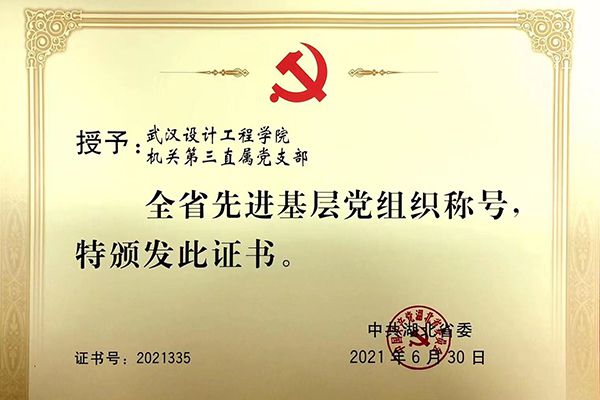 授予：武汉设计工程学院
机关第三直属党支部
全省先进基层党组织称号，
特颁发此证书。
中共湖北省委
证书号：2021335
2021年6月30日